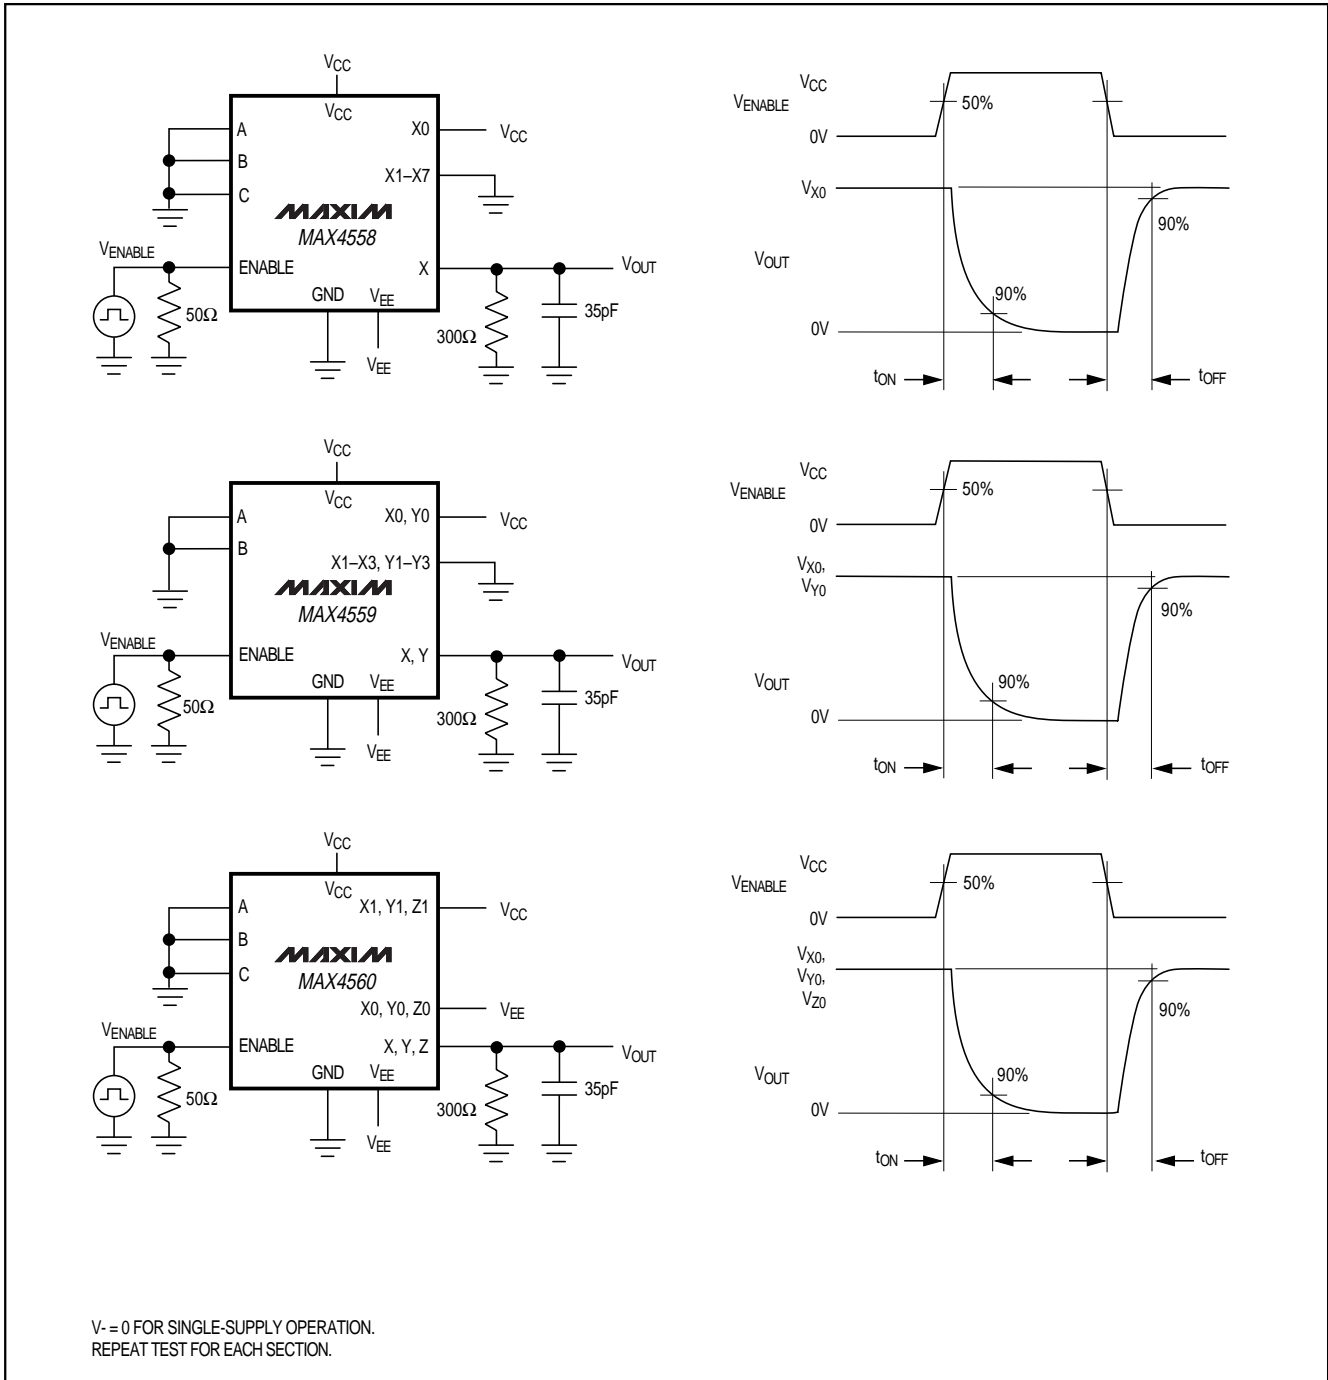 VCC
VCC
A
B
C
X0
VCC
X1–X7
MAXIM
MAX4558
VENABLE
ENABLE
50Ω
GND
VEE
VEE
X
VOUT
300Ω
35pF
VCC
VENABLE
50%
0V
VX0
90%
VOUT
90%
0V
tON
tOFF
VCC
VCC
A
B
X0, Y0
VCC
X1–X3, Y1–Y3
MAXIM
MAX4559
VENABLE
ENABLE
50Ω
GND
VEE
VEE
X, Y
VOUT
300Ω
35pF
VCC
VENABLE
50%
0V
VX0,
VY0
90%
VOUT
90%
0V
tON
tOFF
VCC
VCC
A
B
C
X1, Y1, Z1
VCC
MAXIM
MAX4560
X0, Y0, Z0
VEE
VENABLE
ENABLE
50Ω
GND
VEE
VEE
X, Y, Z
VOUT
300Ω
35pF
VCC
VENABLE
50%
0V
VX0,
VY0,
VZ0
90%
VOUT
90%
0V
tON
tOFF
V- = 0 FOR SINGLE-SUPPLY OPERATION.
REPEAT TEST FOR EACH SECTION.